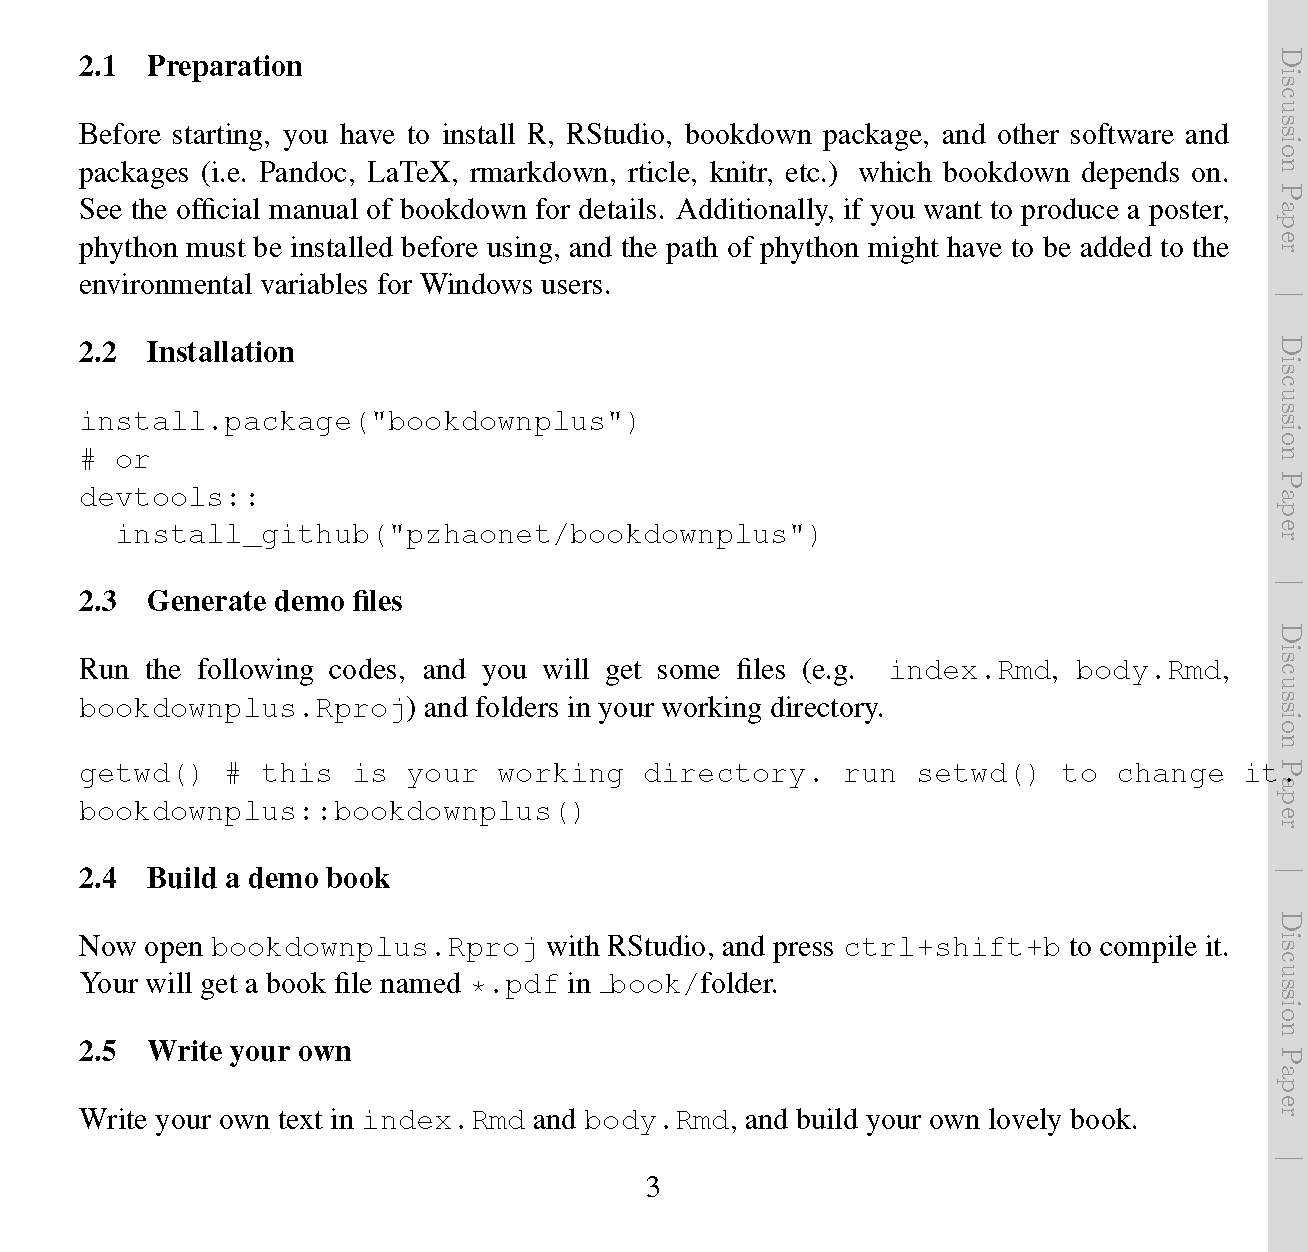 2.1 Preparation
Before starting, you have to install R, RStudio, bookdown package, and other software and
packages (i.e. Pandoc, LaTeX, rmarkdown, rticle, knitr, etc.) which bookdown depends on.
See the official manual of bookdown for details. Additionally, if you want to produce a poster,
phython must be installed before using, and the path of phython might have to be added to the
environmental variables for Windows users.
2.2 Installation
install.package("bookdownplus")
# or
devtools::
  install_github("pzhaonet/bookdownplus")
2.3 Generate demo files
Run the following codes, and you will get some files (e.g. index.Rmd, body.Rmd,
bookdownplus.Rproj) and folders in your working directory.
getwd() # this is your working directory. run setwd() to change it.
bookdownplus::bookdownplus()
2.4 Build a demo book
Now open bookdownplus.Rproj with RStudio, and press ctrl+shift+b to compile it.
Your will get a book file named *.pdf in _book/folder.
2.5 Write your own
Write your own text in index.Rmd and body.Rmd, and build your own lovely book.
3
Discussion Paper | Discussion Paper | Discussion Paper | Discussion Paper |